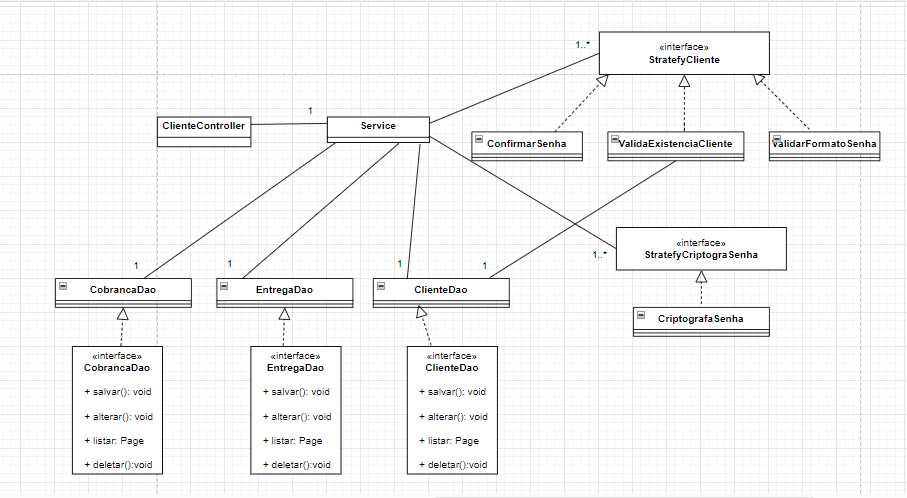 «interface»
StratefyCliente
1..*
1
ClienteController
Service
ConfirmarSenha
ValidaExistenciaCliente
ValidarFormatoSenha
«interface»
StratefyCriptograSenha
1..*
1
1
1
1
CobrancaDao
EntregaDao
ClienteDao
CriptografaSenha
«interface»
CobrancaDao
+ salvar(): void
+ alterar(): void
+ listar: Page
+ deletar():void
«interface»
EntregaDao
+ salvar(): void
+ alterar(): void
+ listar: Page
+ deletar():void
«interface»
ClienteDao
+ salvar(): void
+ alterar(): void
+ listar: Page
+ deletar():void